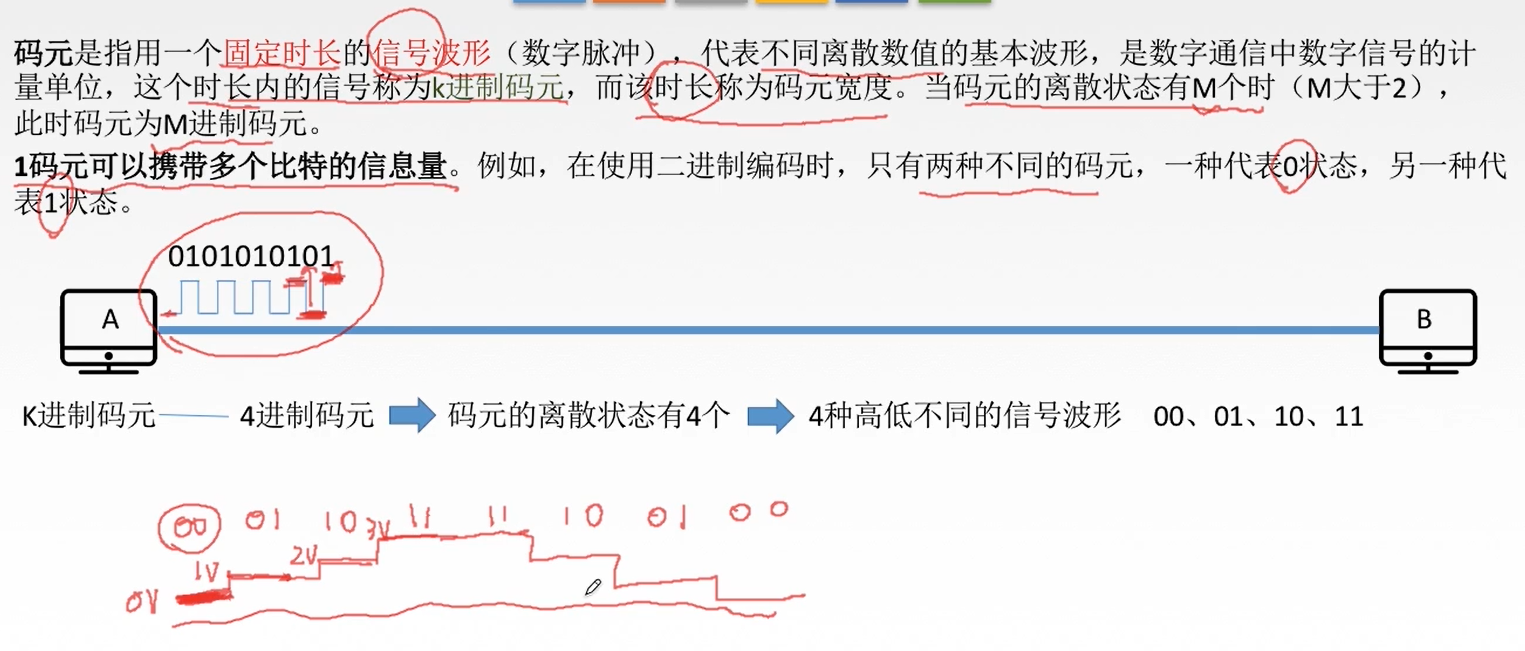 码元是指用一个固定时长的信号波形（数字脉冲），代表不同离散数值的基本波形，是数字通信中数字信号的计
量单位，这个时长内的信号称为k进制码元，而该时长称为码元宽度。当码元的离散状态有M个时（M大于2），
此时码元为M进制码元。
1码元可以携带多个比特的信息量。例如，在使用二进制编码时，只有两种不同的码元，一种代表0状态，另一种代
表1状态。
0101010101
A
B
K进制码元 4进制码元 码元的离散状态有4个 4种高低不同的信号波形 00、01、10、11
00 01 10 11 11 10 01 00
3V
2V
1V
0V